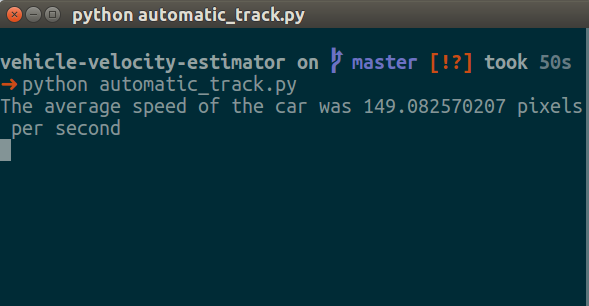 python automatic_track.py
vehicle-velocity-estimator on master [!?] took 50s
➜ python automatic_track.py
The average speed of the car was 149.082570207 pixels
per second